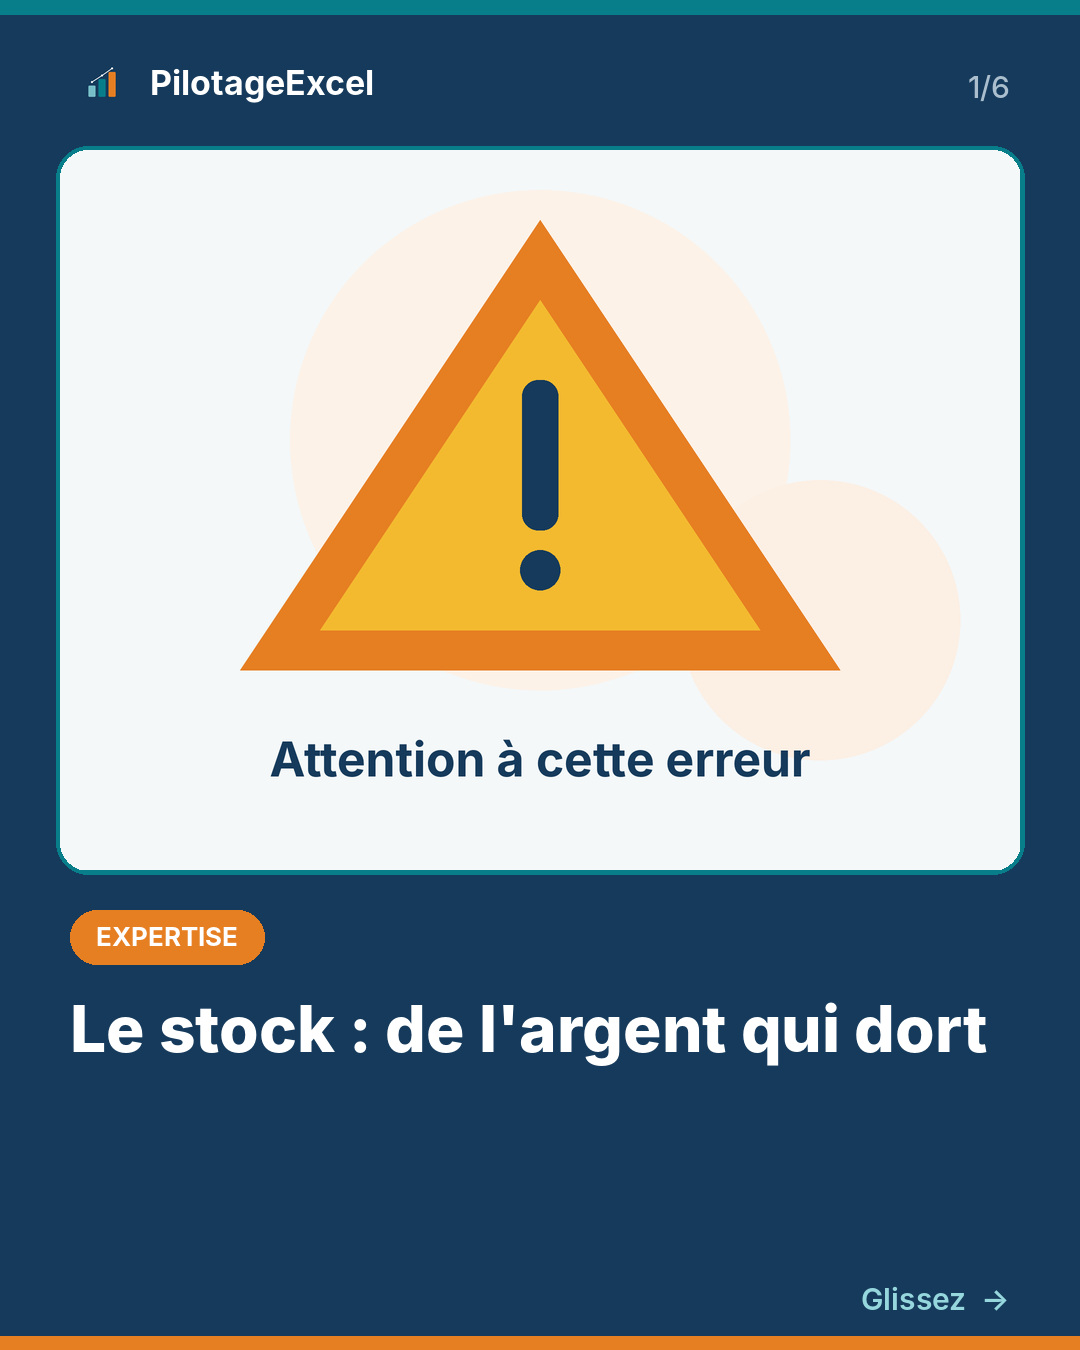 PilotageExcel
1/6
!
Attention à cette erreur
EXPERTISE
Le stock : de l'argent qui dort
Glissez →